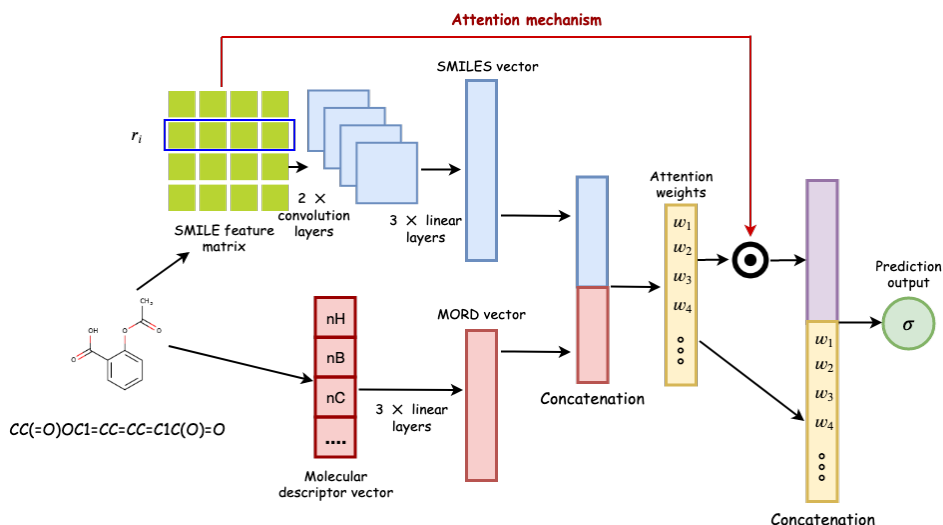 Attention mechanism
SMILES vector
r_i
2 ×
convolution
layers
3 × linear
layers
SMILE feature
matrix
Attention
weights
w_1
w_2
w_3
w_4
Prediction
output
σ
CH₃
O
O
OH
O
nH
nB
nC
....
MORD vector
3 × linear
layers
Concatenation
w_1
w_2
w_3
w_4
CC(=O)OC1=CC=CC=C1C(O)=O
Molecular
descriptor vector
Concatenation